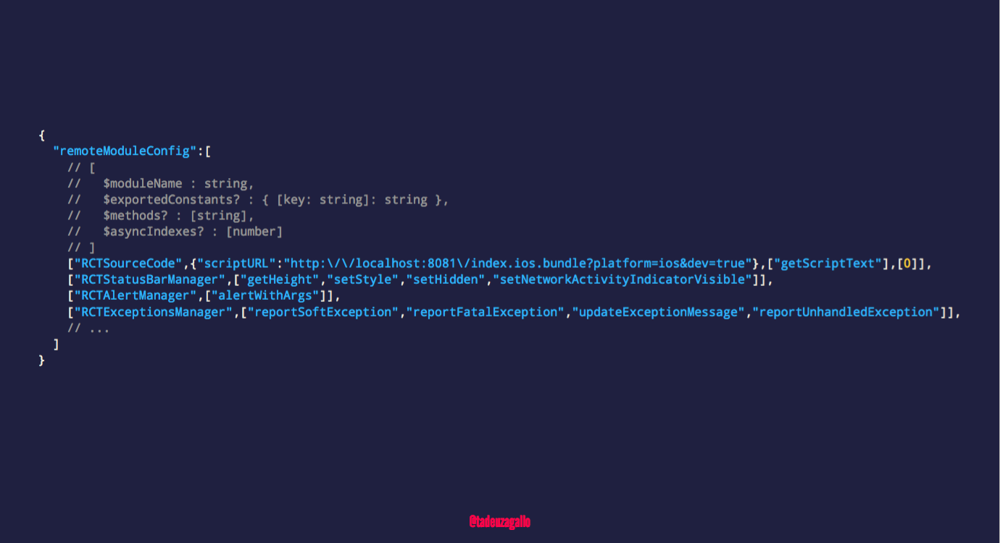 {
"remoteModuleConfig":[
// [
//   $moduleName : string,
//   $exportedConstants? : { [key: string]: string },
//   $methods? : [string],
//   $asyncIndexes? : [number]
// ]
["RCTSourceCode",{"scriptURL":"http:\/\/localhost:8081\/index.ios.bundle?platform=ios&dev=true"},["getScriptText"],[0]],
["RCTStatusBarManager",["getHeight","setStyle","setHidden","setNetworkActivityIndicatorVisible"]],
["RCTAlertManager",["alertWithArgs"]],
["RCTExceptionsManager",["reportSoftException","reportFatalException","updateExceptionMessage","reportUnhandledException"]],
// ...
]
}
@tadeuzagallo